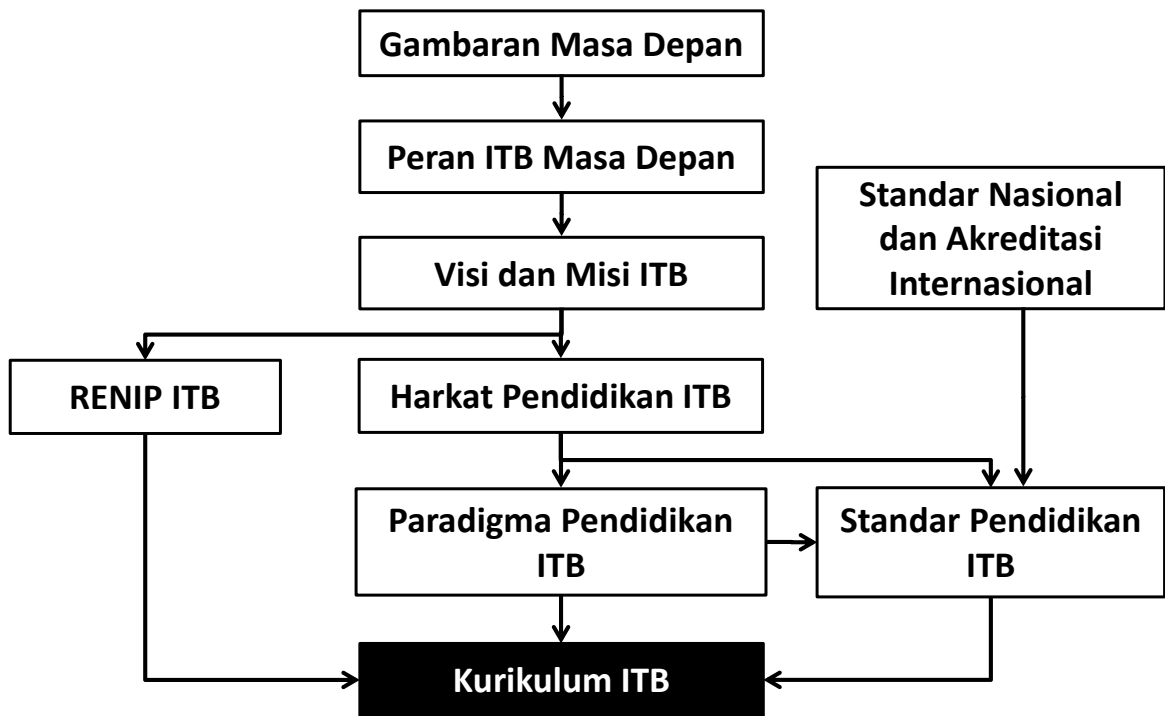 Gambaran Masa Depan
Peran ITB Masa Depan
Standar Nasional
dan Akreditasi
Internasional
Visi dan Misi ITB
RENIP ITB
Harkat Pendidikan ITB
Paradigma Pendidikan
ITB
Standar Pendidikan
ITB
Kurikulum ITB